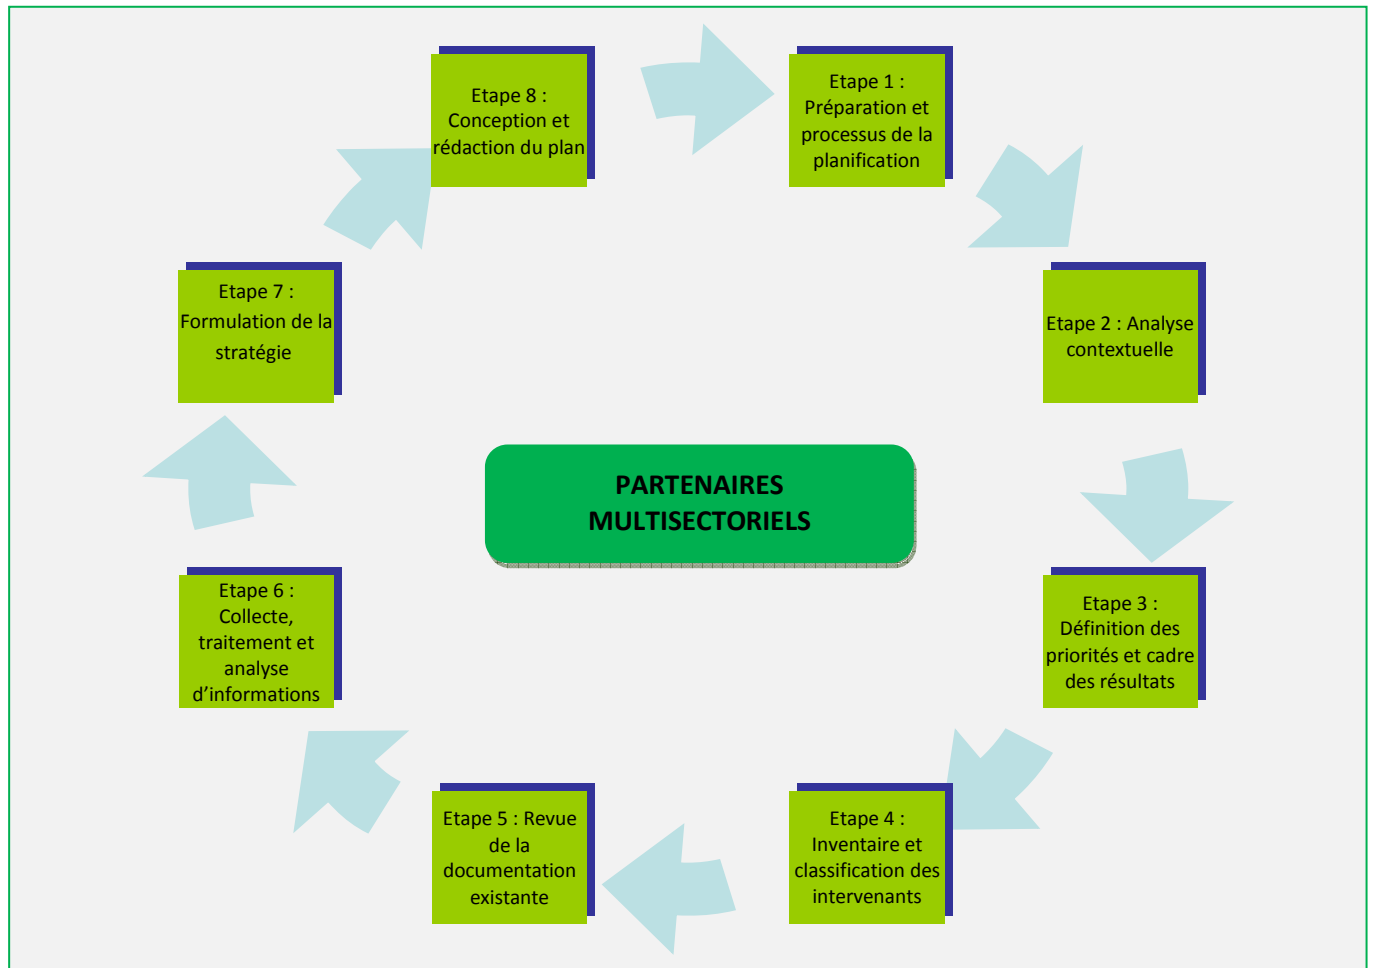 Etape 1 :
Préparation et
processus de la
planification
Etape 2 : Analyse
contextuelle
Etape 3 :
Définition des
priorités et cadre
des résultats
Etape 4 :
Inventaire et
classification des
intervenants
Etape 5 : Revue
de la
documentation
existante
Etape 6 :
Collecte,
traitement et
analyse
d’informations
Etape 7 :
Formulation de la
stratégie
Etape 8 :
Conception et
rédaction du plan
PARTENAIRES
MULTISECTORIELS